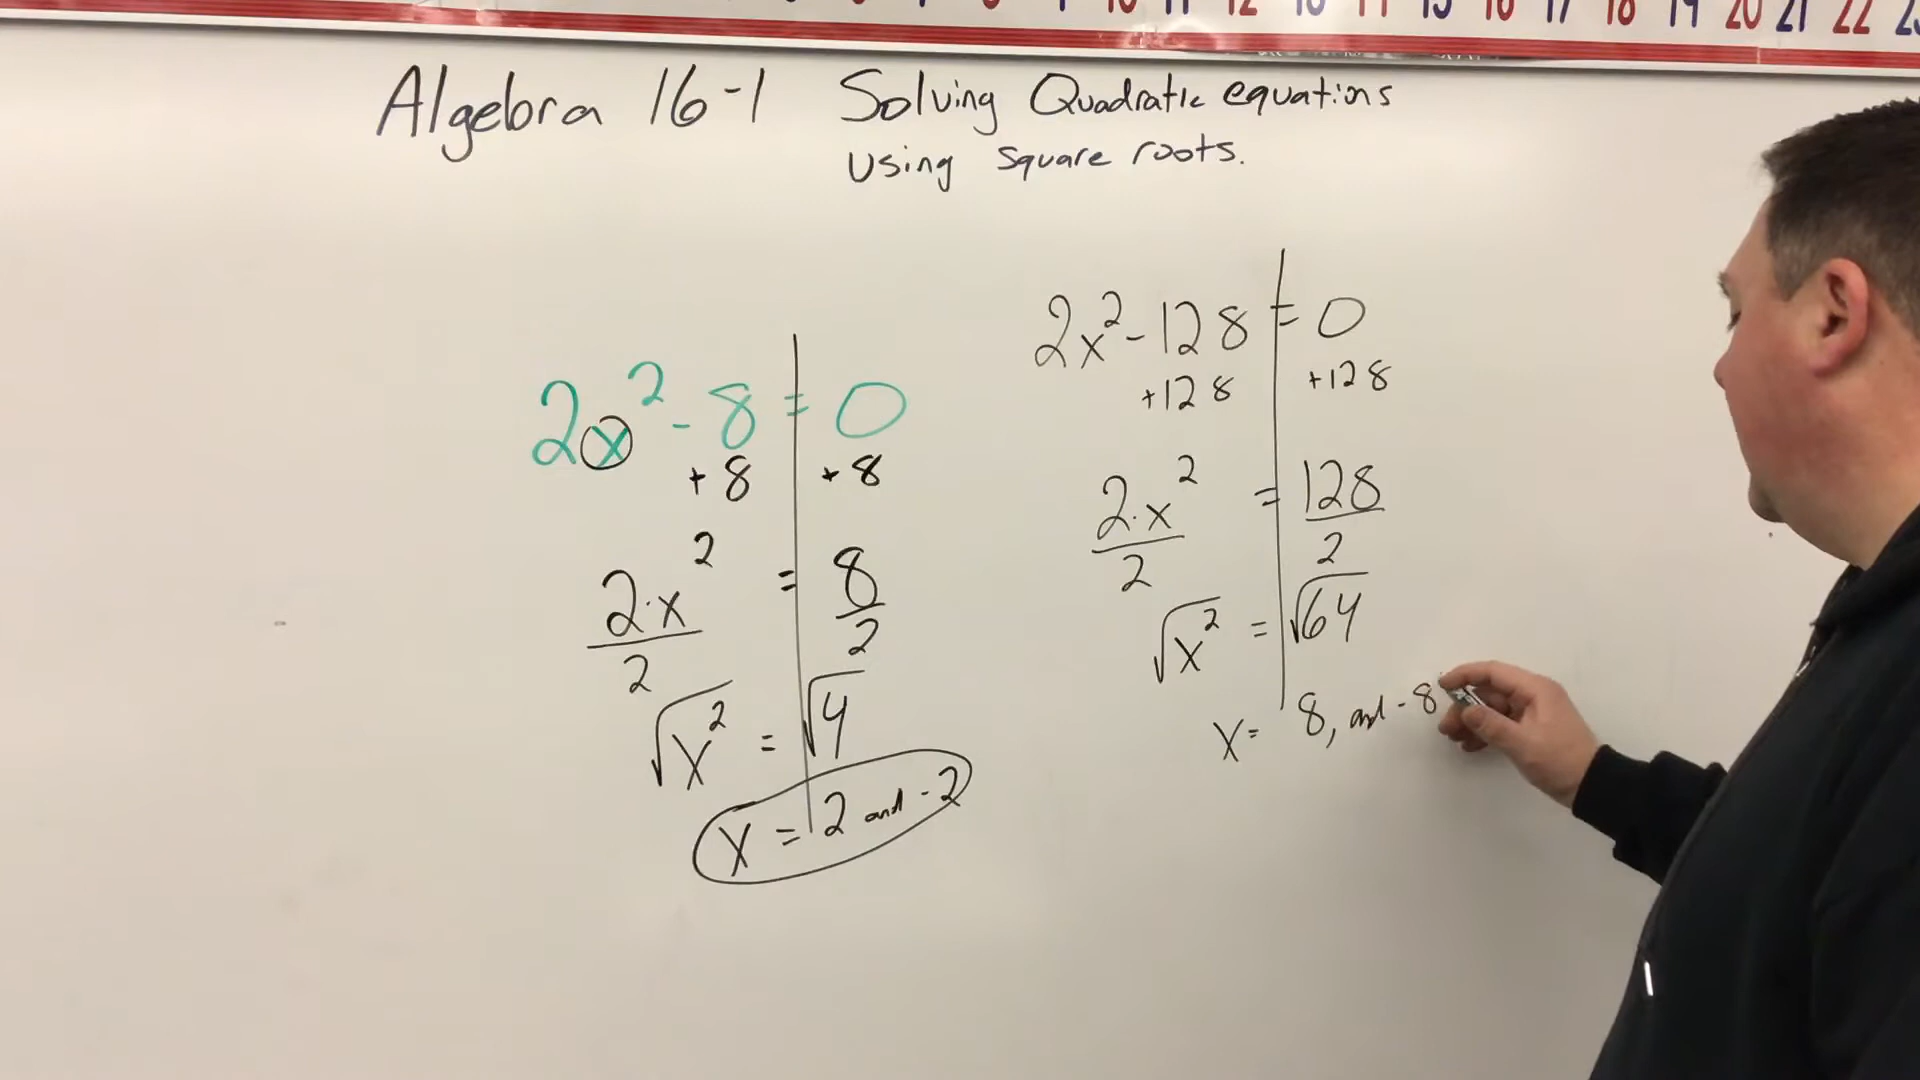 10 11 12 13 14 15 16 17 18 19 20 21 22
Algebra 16-1 Solving Quadratic equations
using square roots.
2x² - 8 = 0
+ 8 + 8
2·x² = 8
2 2
√x² = √4
x = 2 and -2
2x² - 128 = 0
+128 +128
2·x² = 128
2 2
√x² = √64
x = 8, and -8